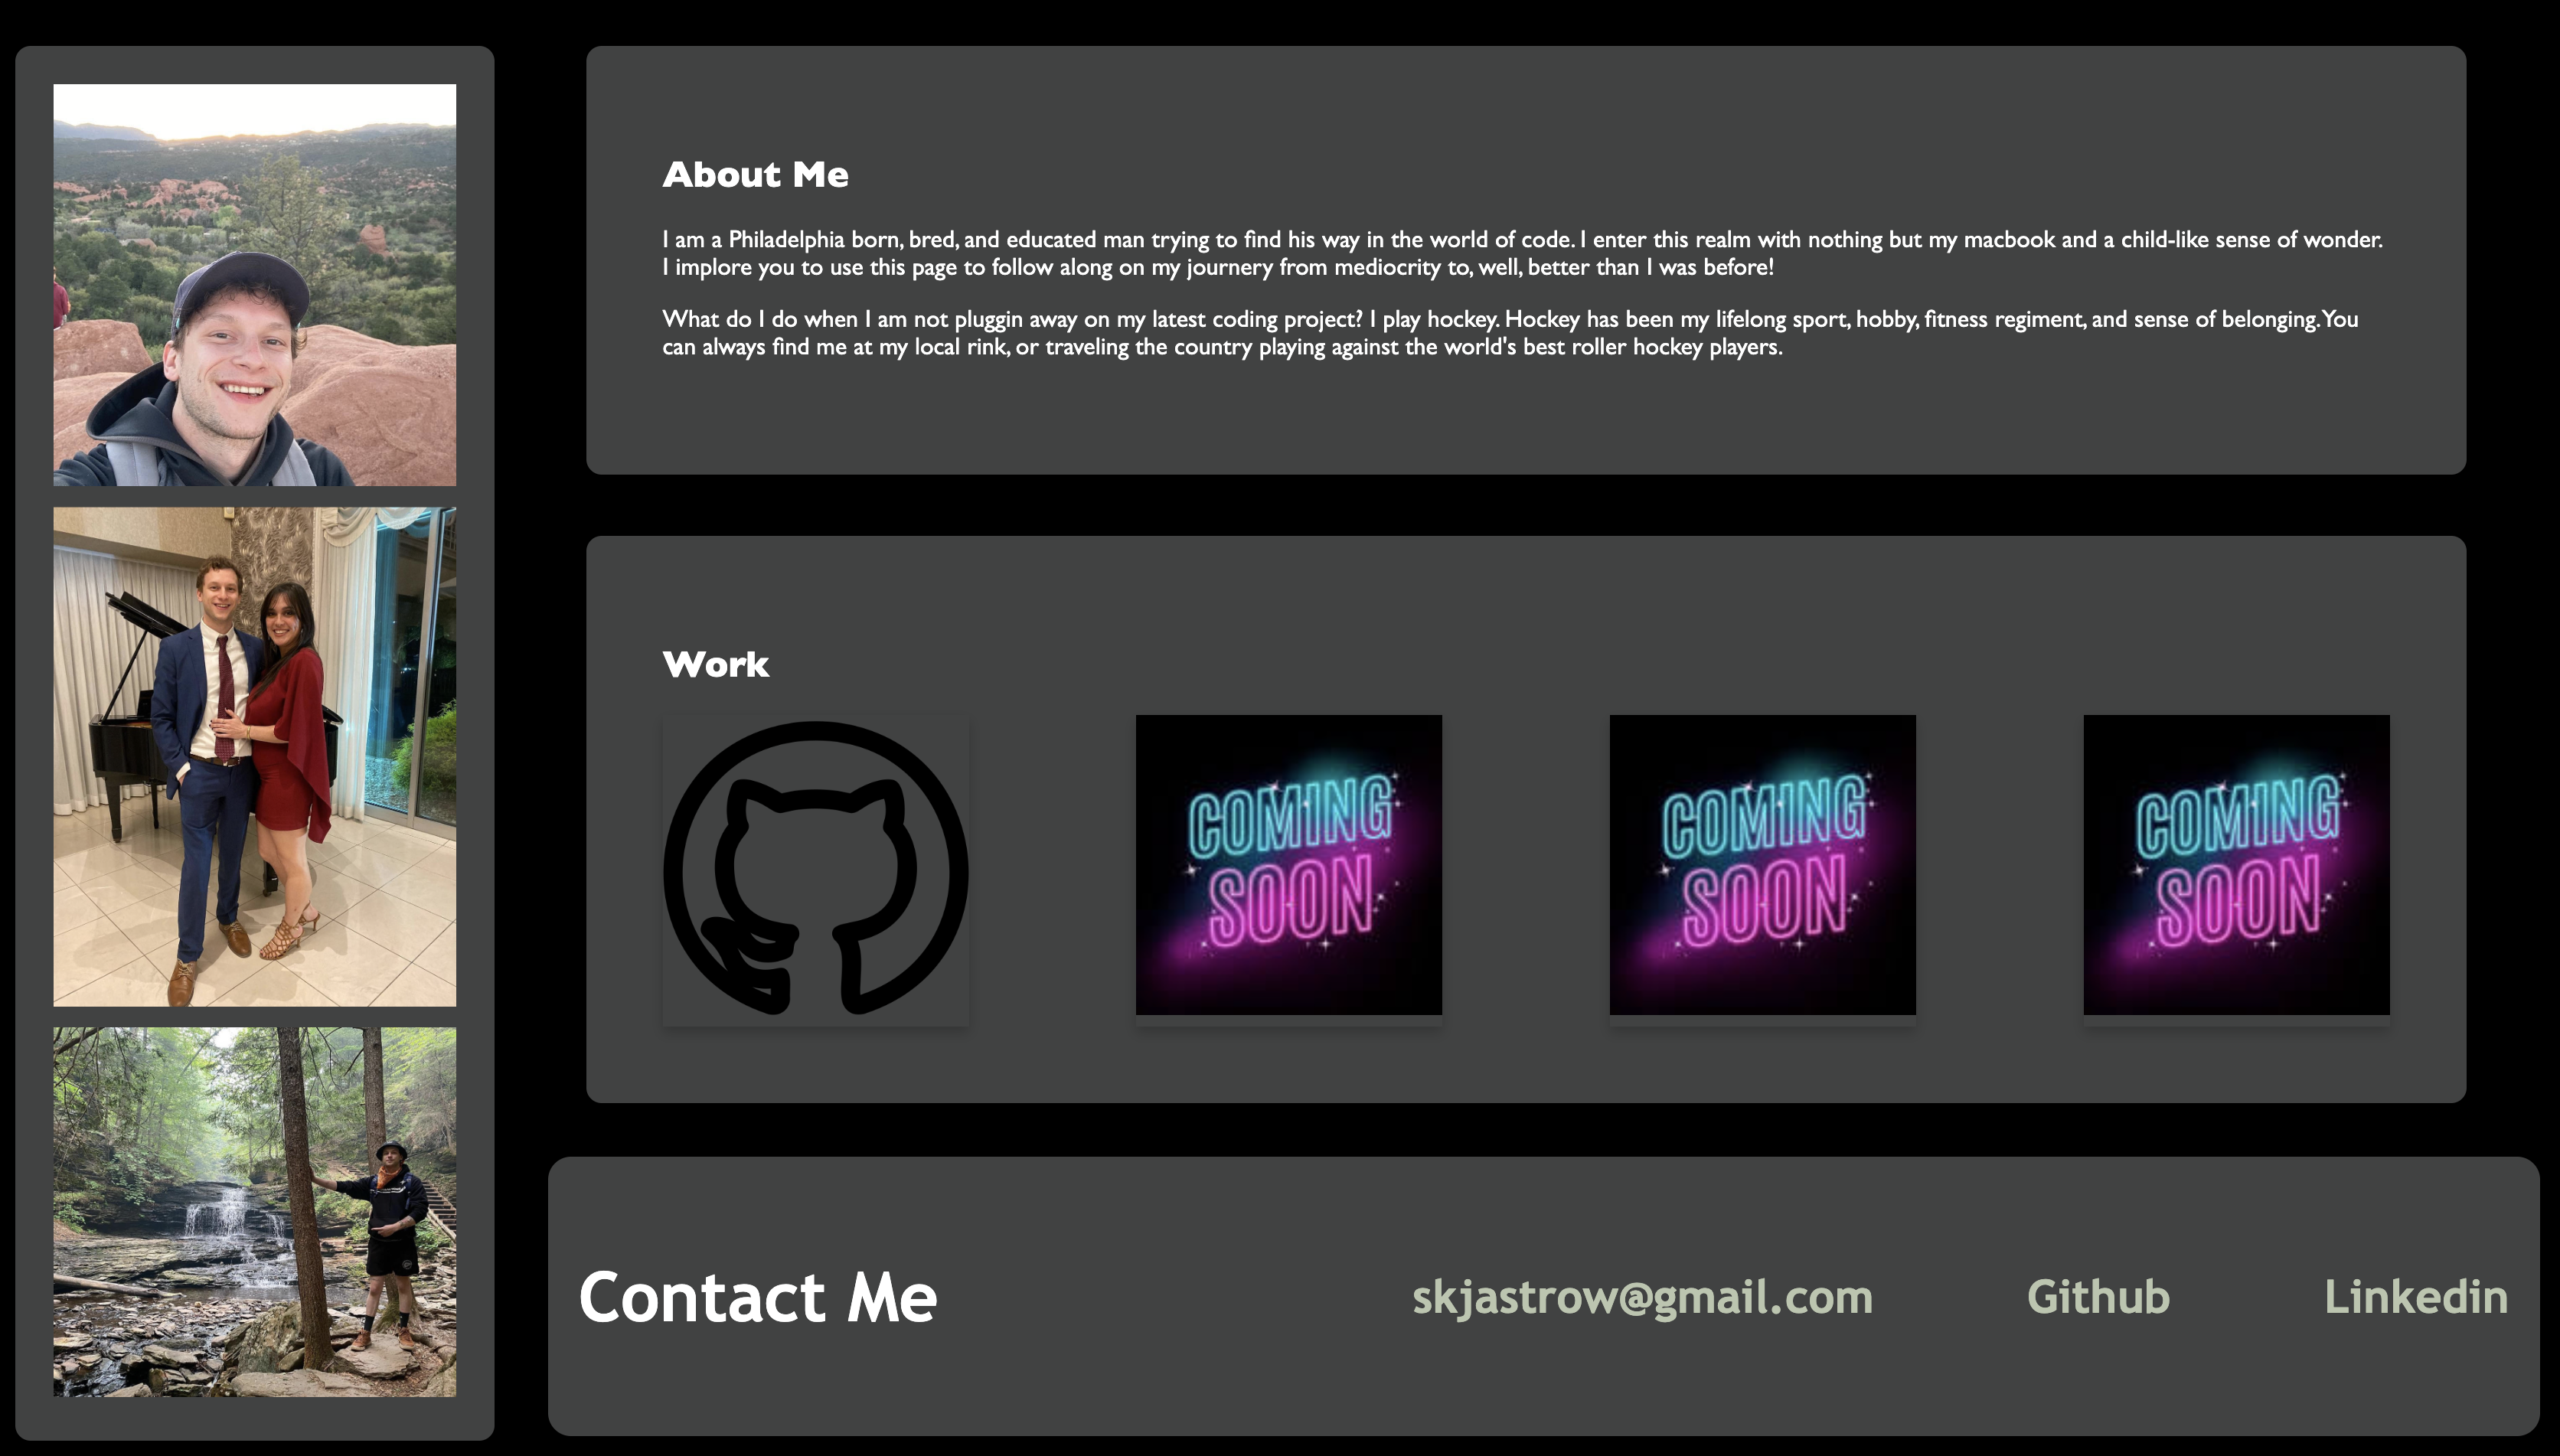 About Me
I am a Philadelphia born, bred, and educated man trying to find his way in the world of code. I enter this realm with nothing but my macbook and a child-like sense of wonder.
I implore you to use this page to follow along on my journery from mediocrity to, well, better than I was before!
What do I do when I am not pluggin away on my latest coding project? I play hockey. Hockey has been my lifelong sport, hobby, fitness regiment, and sense of belonging. You
can always find me at my local rink, or traveling the country playing against the world's best roller hockey players.
Work
COMING
SOON
COMING
SOON
COMING
SOON
Contact Me
skjastrow@gmail.com
Github
Linkedin